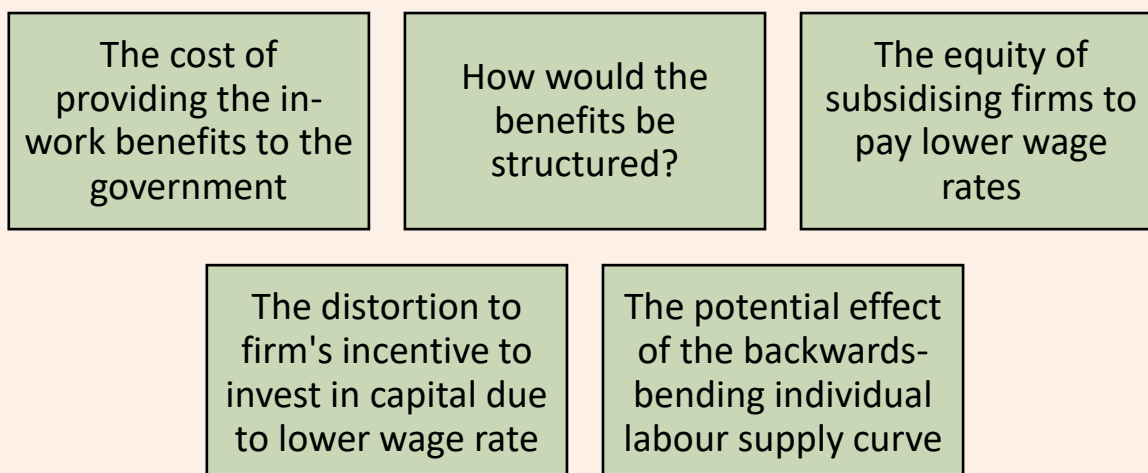 The cost of
providing the in-
work benefits to the
government
How would the
benefits be
structured?
The equity of
subsidising firms to
pay lower wage
rates
The distortion to
firm's incentive to
invest in capital due
to lower wage rate
The potential effect
of the backwards-
bending individual
labour supply curve